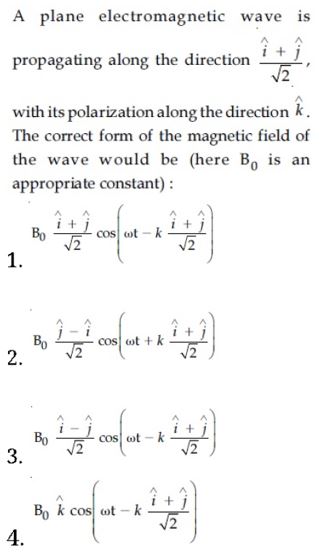 A plane electromagnetic wave is
propagating along the direction \(\frac{\hat{i} + \hat{j}}{\sqrt{2}}\),
with its polarization along the direction \(\hat{k}\).
The correct form of the magnetic field of
the wave would be (here B₀ is an
appropriate constant) :
1. \(B_0 \frac{\hat{i} + \hat{j}}{\sqrt{2}} \cos\left(\omega t - k \frac{\hat{i} + \hat{j}}{\sqrt{2}}\right)\)
2. \(B_0 \frac{\hat{j} - \hat{i}}{\sqrt{2}} \cos\left(\omega t + k \frac{\hat{i} + \hat{j}}{\sqrt{2}}\right)\)
3. \(B_0 \frac{\hat{i} - \hat{j}}{\sqrt{2}} \cos\left(\omega t - k \frac{\hat{i} + \hat{j}}{\sqrt{2}}\right)\)
4. \(B_0 \hat{k} \cos\left(\omega t - k \frac{\hat{i} + \hat{j}}{\sqrt{2}}\right)\)